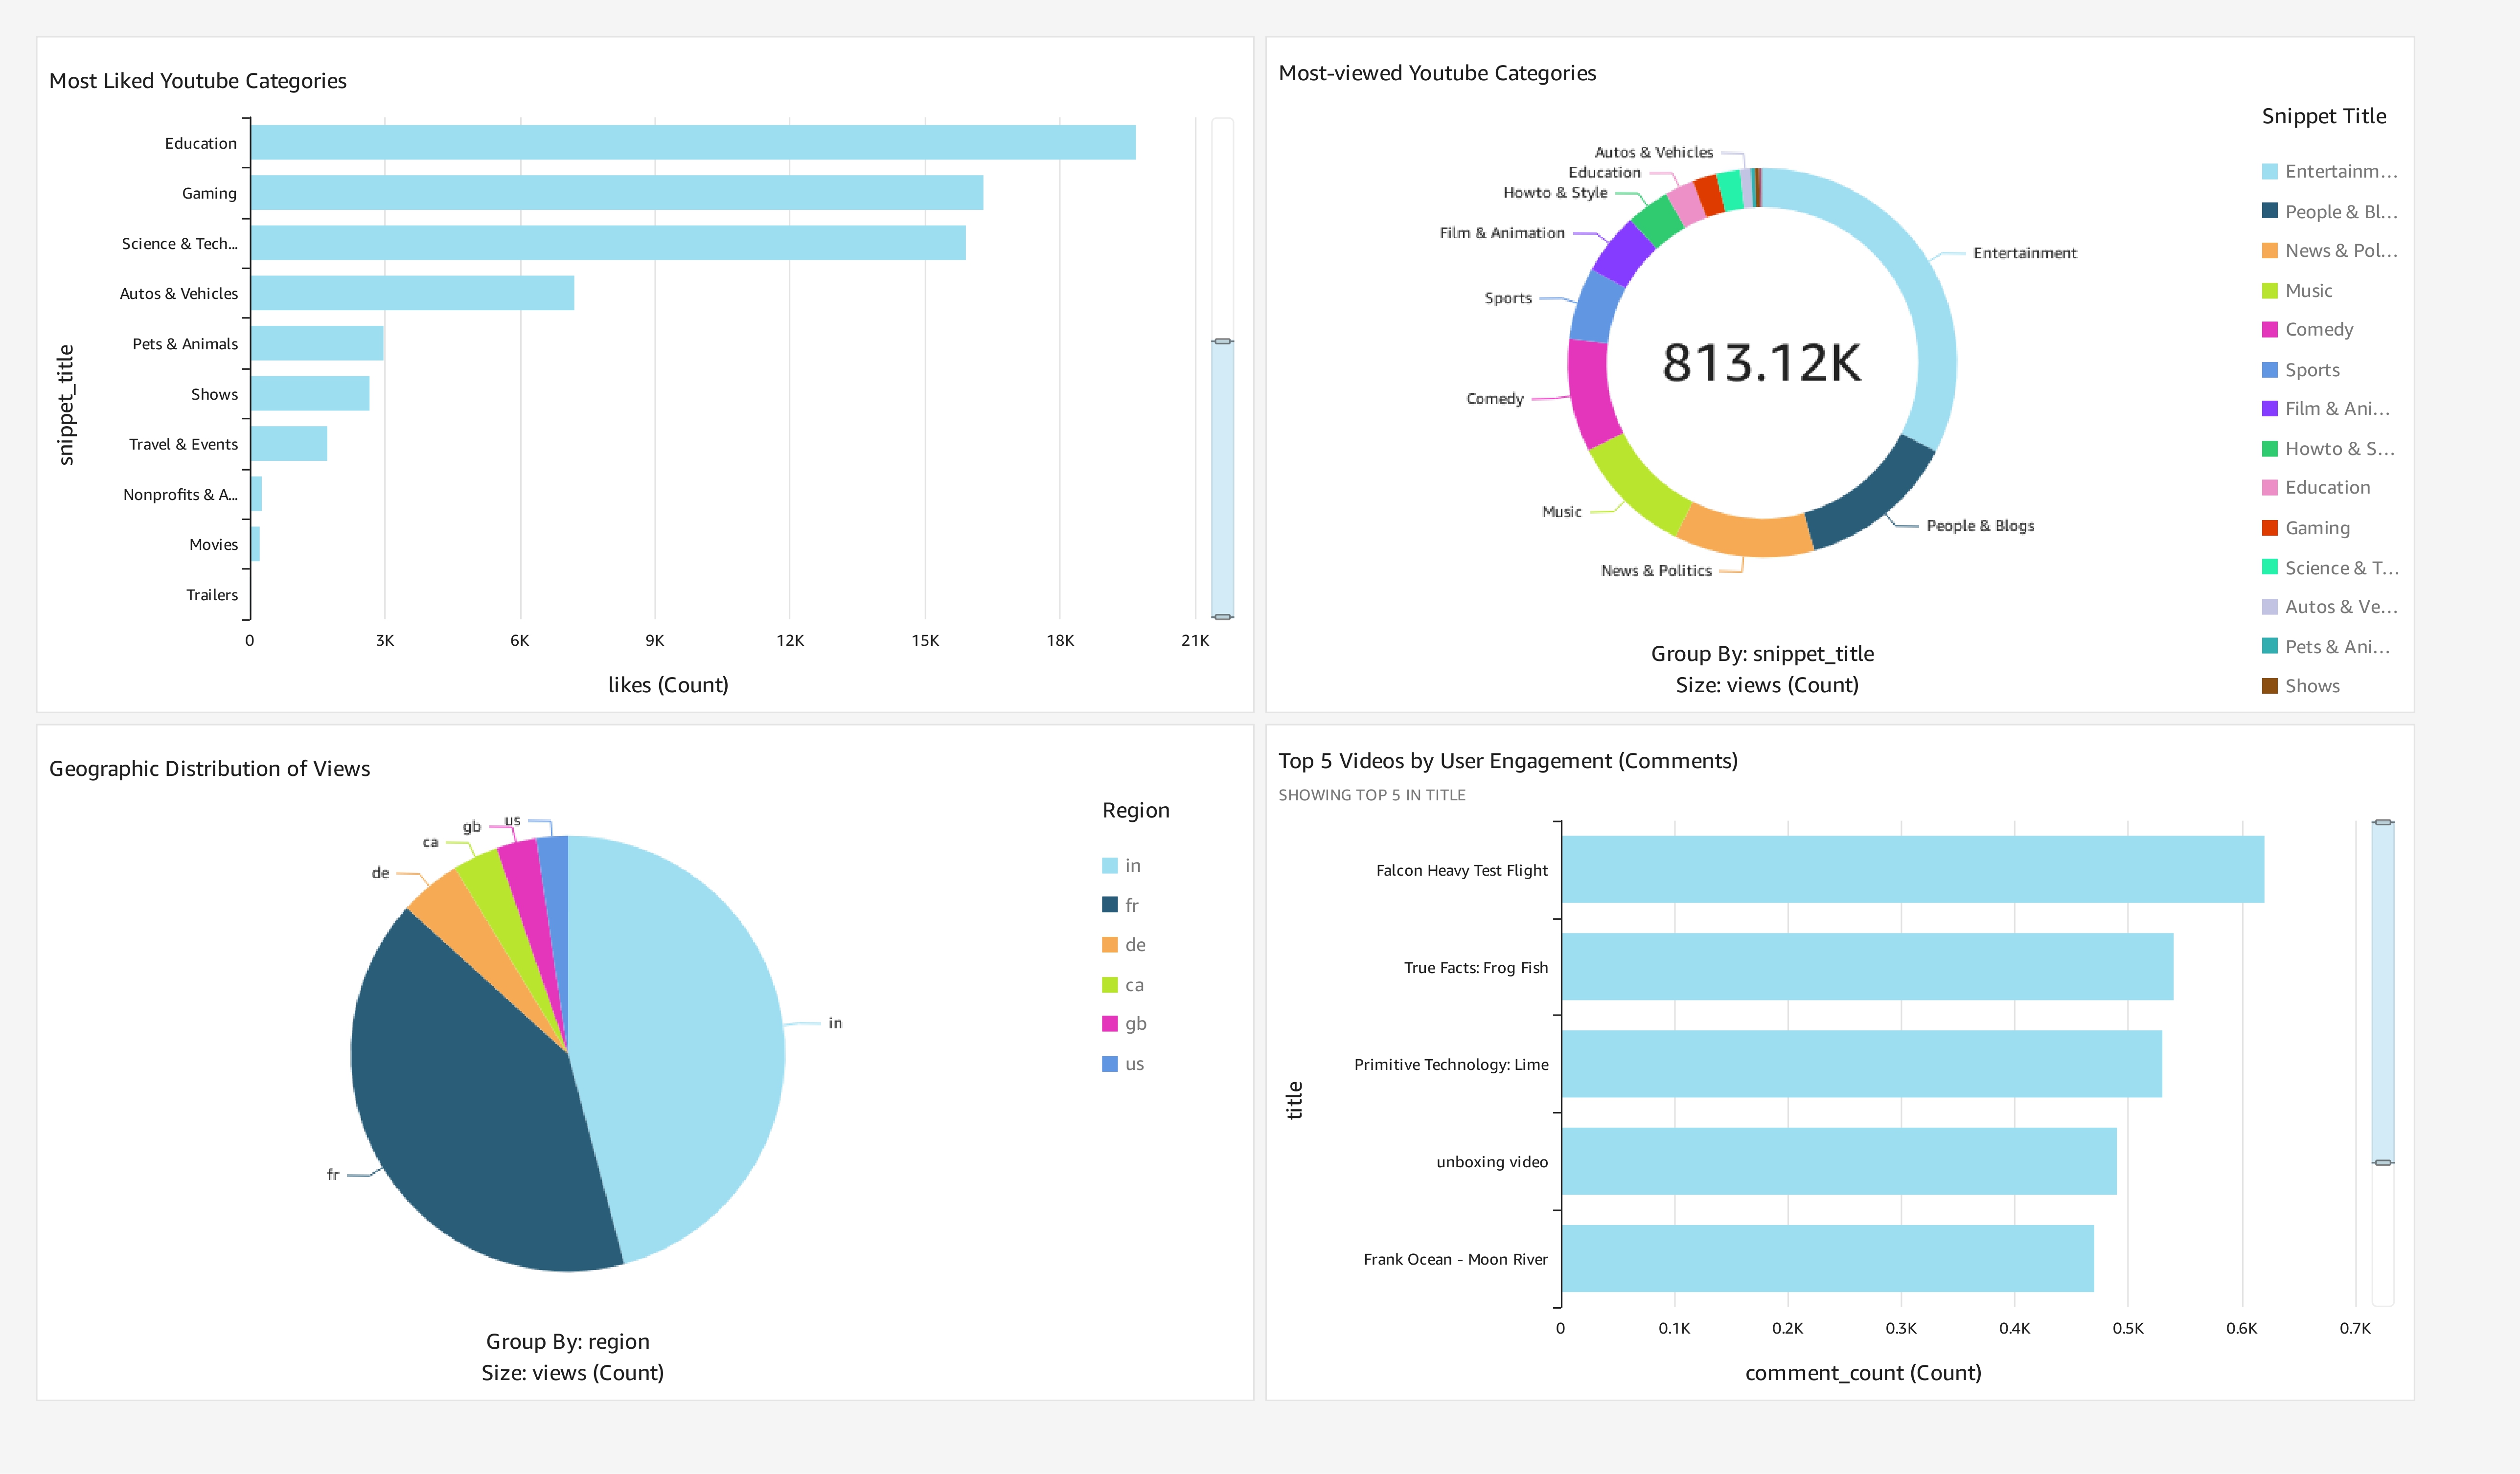 Most Liked Youtube Categories
snippet_title
Education
Gaming
Science & Tech...
Autos & Vehicles
Pets & Animals
Shows
Travel & Events
Nonprofits & A...
Movies
Trailers
0 3K 6K 9K 12K 15K 18K 21K
likes (Count)
Most-viewed Youtube Categories
Autos & Vehicles
Education
Howto & Style
Film & Animation
Entertainment
Sports
813.12K
Comedy
Music
People & Blogs
News & Politics
Group By: snippet_title
Size: views (Count)
Snippet Title
Entertainm...
People & Bl...
News & Pol...
Music
Comedy
Sports
Film & Ani...
Howto & S...
Education
Gaming
Science & T...
Autos & Ve...
Pets & Ani...
Shows
Geographic Distribution of Views
us
gb
ca
de
in
fr
Group By: region
Size: views (Count)
Region
in
fr
de
ca
gb
us
Top 5 Videos by User Engagement (Comments)
SHOWING TOP 5 IN TITLE
title
Falcon Heavy Test Flight
True Facts: Frog Fish
Primitive Technology: Lime
unboxing video
Frank Ocean - Moon River
0 0.1K 0.2K 0.3K 0.4K 0.5K 0.6K 0.7K
comment_count (Count)